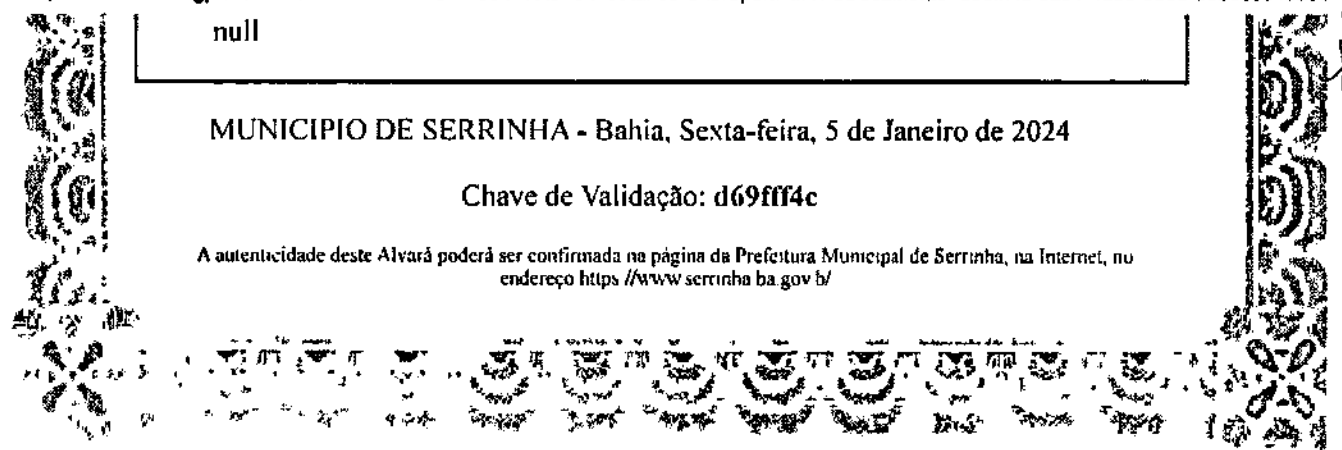 null
MUNICIPIO DE SERRINHA - Bahia, Sexta-feira, 5 de Janeiro de 2024
Chave de Validação: d69fff4c
A autenticidade deste Alvará poderá ser confirmada na página da Prefeitura Municipal de Serrinha, na Internet, no
endereço https //www serrinha ba gov b/